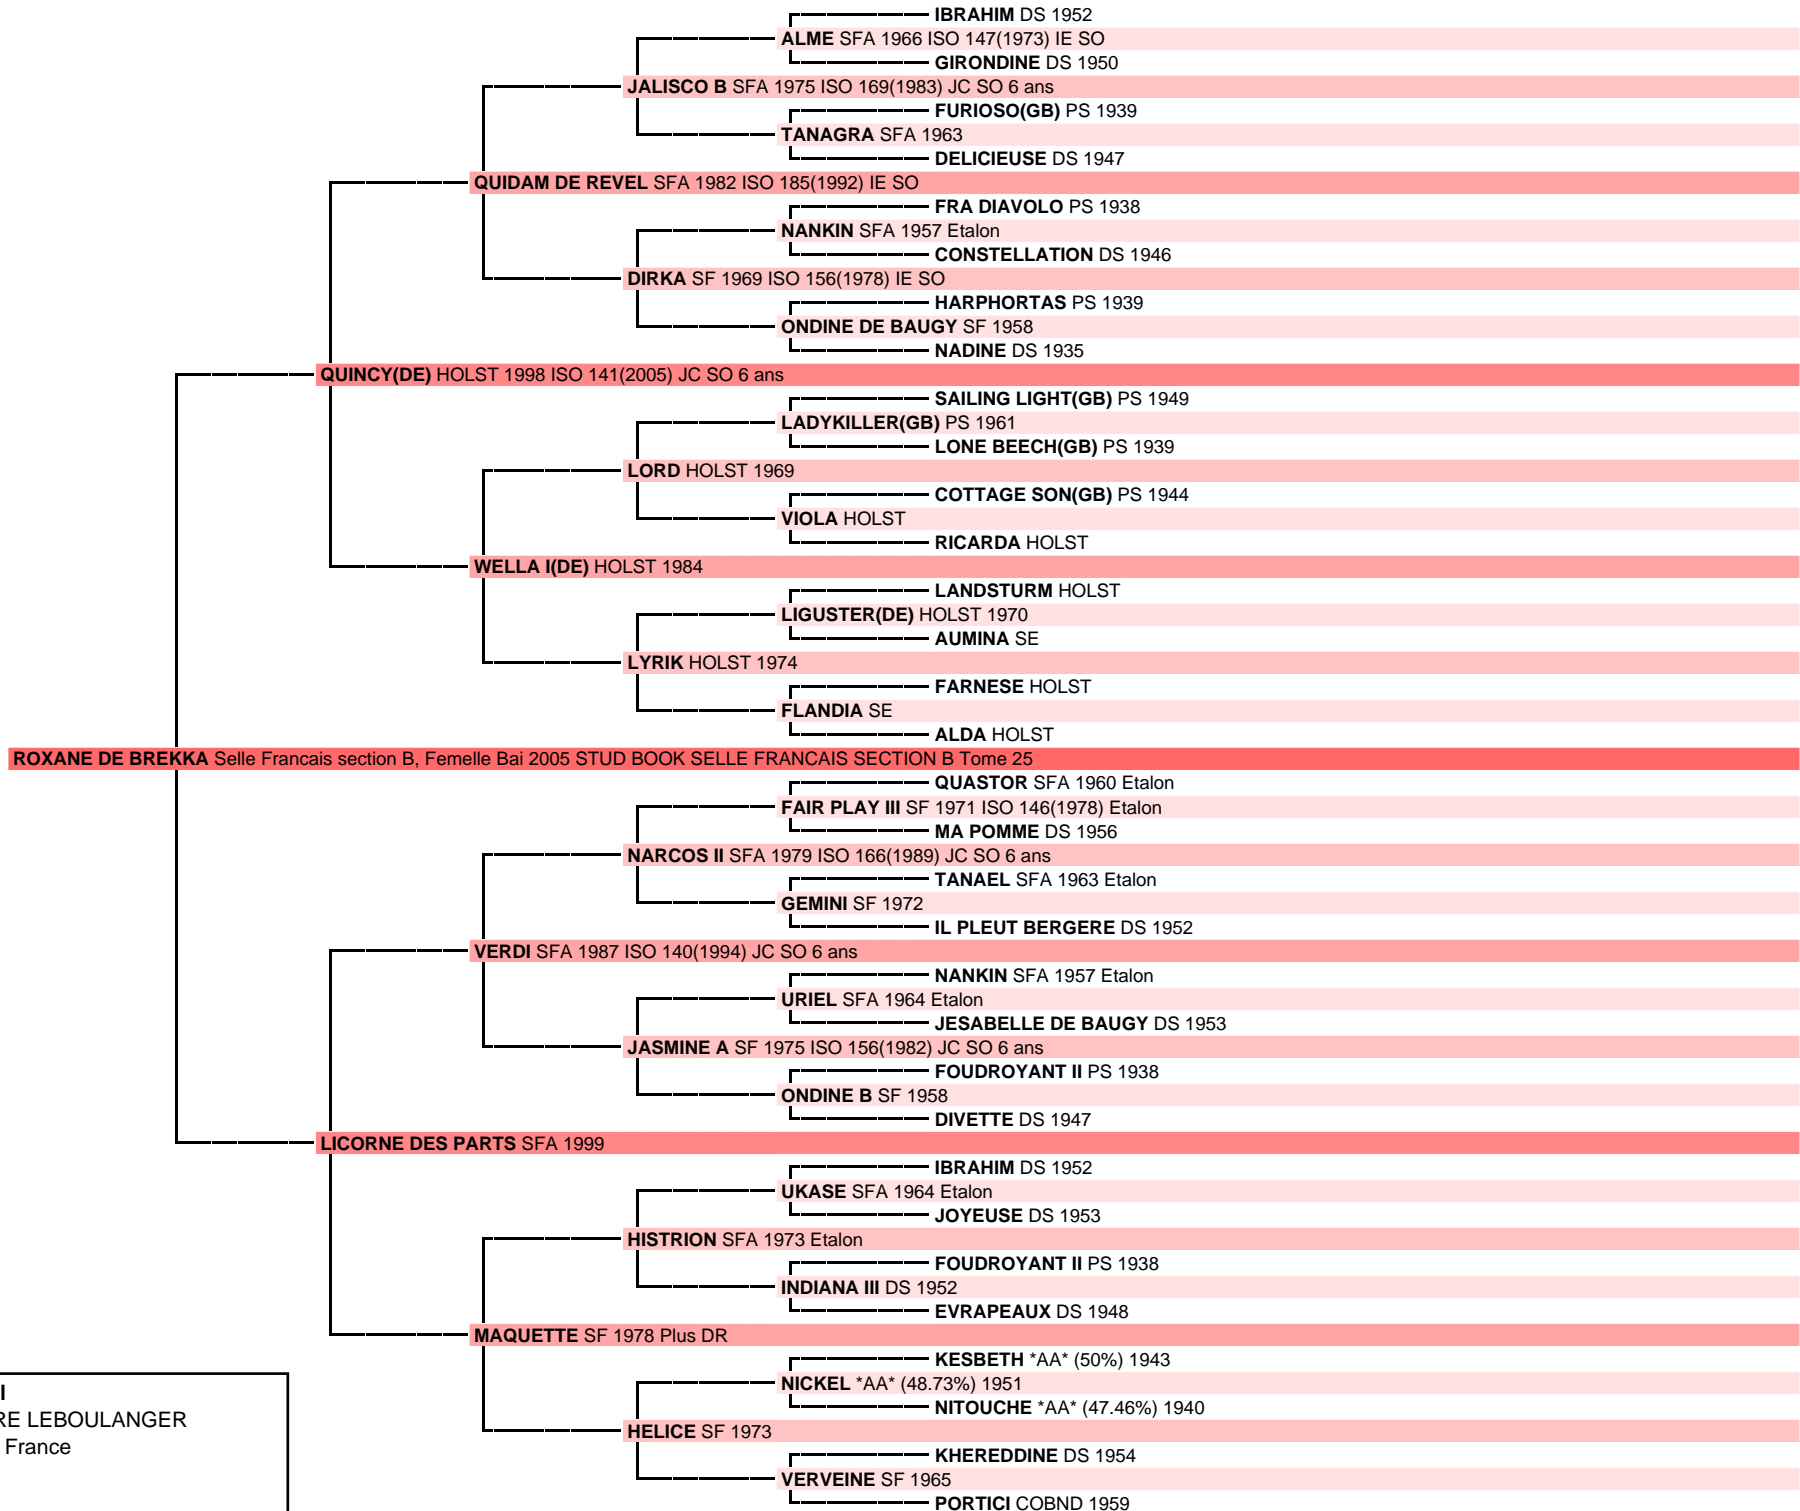 IBRAHIM DS 1952
ALME SFA 1966 ISO 147(1973) IE SO
GIRONDINE DS 1950
JALISCO B SFA 1975 ISO 169(1983) JC SO 6 ans
FURIOSO(GB) PS 1939
TANAGRA SFA 1963
DELICIEUSE DS 1947
QUIDAM DE REVEL SFA 1982 ISO 185(1992) IE SO
FRA DIAVOLO PS 1938
NANKIN SFA 1957 Etalon
CONSTELLATION DS 1946
DIRKA SF 1969 ISO 156(1978) IE SO
HARPHORTAS PS 1939
ONDINE DE BAUGY SF 1958
NADINE DS 1935
QUINCY(DE) HOLST 1998 ISO 141(2005) JC SO 6 ans
SAILING LIGHT(GB) PS 1949
LADYKILLER(GB) PS 1961
LONE BEECH(GB) PS 1939
LORD HOLST 1969
COTTAGE SON(GB) PS 1944
VIOLA HOLST
RICARDA HOLST
WELLA I(DE) HOLST 1984
LANDSTURM HOLST
LIGUSTER(DE) HOLST 1970
AUMINA SE
LYRIK HOLST 1974
FARNESE HOLST
FLANDIA SE
ALDA HOLST
ROXANE DE BREKKA Selle Francais section B, Femelle Bai 2005 STUD BOOK SELLE FRANCAIS SECTION B Tome 25
QUASTOR SFA 1960 Etalon
FAIR PLAY III SF 1971 ISO 146(1978) Etalon
MA POMME DS 1956
NARCOS II SFA 1979 ISO 166(1989) JC SO 6 ans
TANAEL SFA 1963 Etalon
GEMINI SF 1972
IL PLEUT BERGERE DS 1952
VERDI SFA 1987 ISO 140(1994) JC SO 6 ans
NANKIN SFA 1957 Etalon
URIEL SFA 1964 Etalon
JESABELLE DE BAUGY DS 1953
JASMINE A SF 1975 ISO 156(1982) JC SO 6 ans
FOUDROYANT II PS 1938
ONDINE B SF 1958
DIVETTE DS 1947
LICORNE DES PARTS SFA 1999
IBRAHIM DS 1952
UKASE SFA 1964 Etalon
JOYEUSE DS 1953
HISTRION SFA 1973 Etalon
FOUDROYANT II PS 1938
INDIANA III DS 1952
EVRAPEAUX DS 1948
MAQUETTE SF 1978 Plus DR
KESBETH *AA* (50%) 1943
NICKEL *AA* (48.73%) 1951
NITOUCHE *AA* (47.46%) 1940
HELICE SF 1973
KHEREDDINE DS 1954
VERVEINE SF 1965
PORTICI COBND 1959
I
RE LEBOULANGER
France